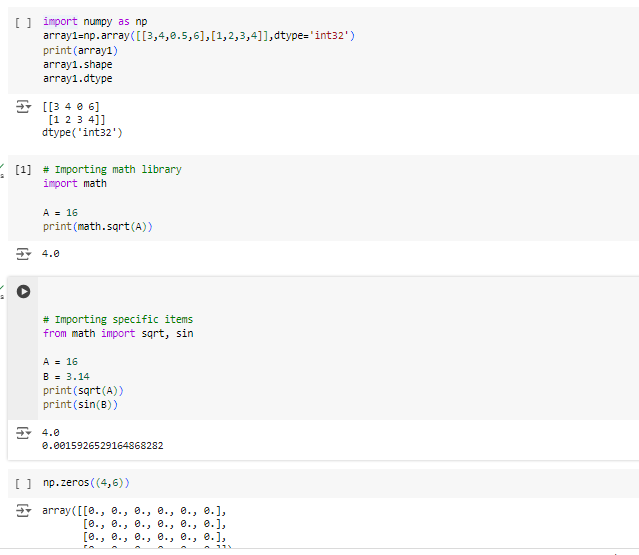 [ ] import numpy as np
array1=np.array([[3,4,0.5,6],[1,2,3,4]],dtype='int32')
print(array1)
array1.shape
array1.dtype
[[3 4 0 6]
[1 2 3 4]]
dtype('int32')
[1] # Importing math library
import math
A = 16
print(math.sqrt(A))
4.0
# Importing specific items
from math import sqrt, sin
A = 16
B = 3.14
print(sqrt(A))
print(sin(B))
4.0
0.0015926529164868282
[ ] np.zeros((4,6))
array([[0., 0., 0., 0., 0., 0.],
[0., 0., 0., 0., 0., 0.],
[0., 0., 0., 0., 0., 0.],